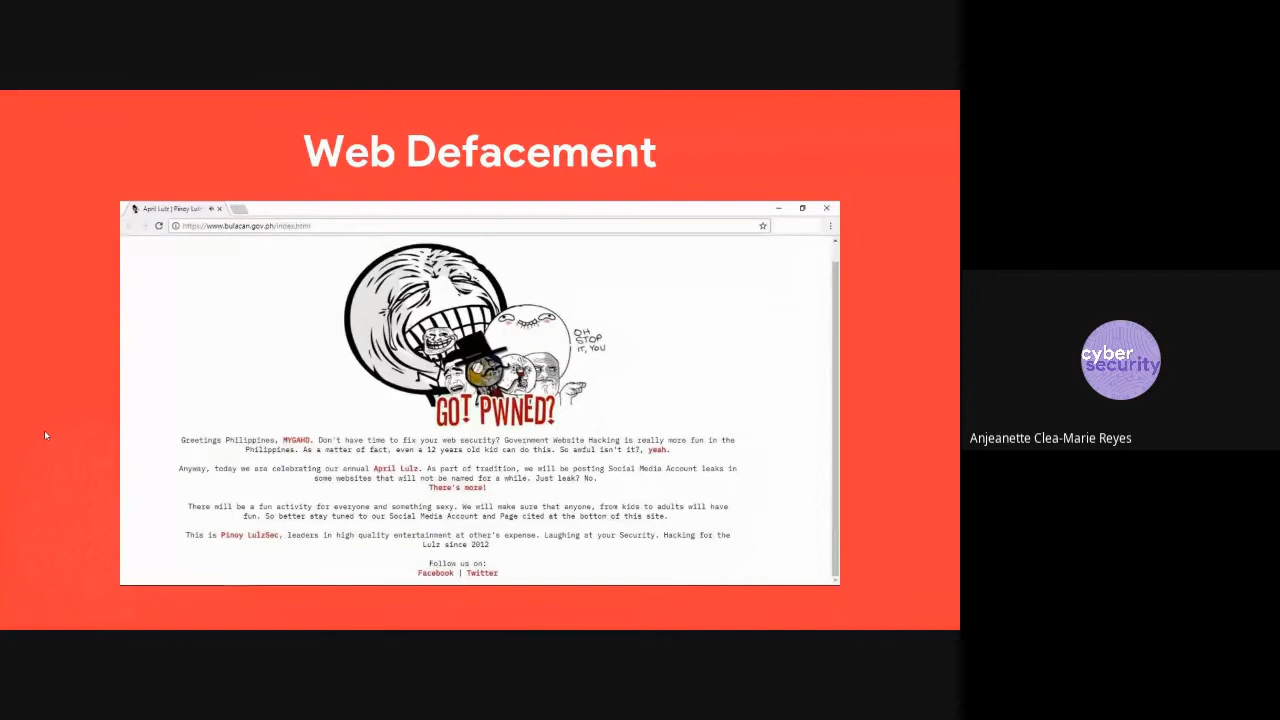 Web Defacement
April Lulz | Pinoy Lulz
https://www.bulacan.gov.ph/index.html
OH
STOP
IT, YOU
GOT PWNED?
Greetings Philippines, MYGAHD. Don't have time to fix your web security? Government Website Hacking is really more fun in the
Philippines. As a matter of fact, even a 12 years old kid can do this. So awful isn't it?, yeah.
Anyway, today we are celebrating our annual April Lulz. As part of tradition, we will be posting Social Media Account leaks in
some websites that will not be named for a while. Just leak? No.
There's more!
There will be a fun activity for everyone and something sexy. We will make sure that anyone, from kids to adults will have
fun. So better stay tuned to our Social Media Account and Page cited at the bottom of this site.
This is Pinoy LulzSec, leaders in high quality entertainment at other's expense. Laughing at your Security. Hacking for the
Lulz since 2012
Follow us on:
Facebook | Twitter
cyber
security
Anjeanette Clea-Marie Reyes